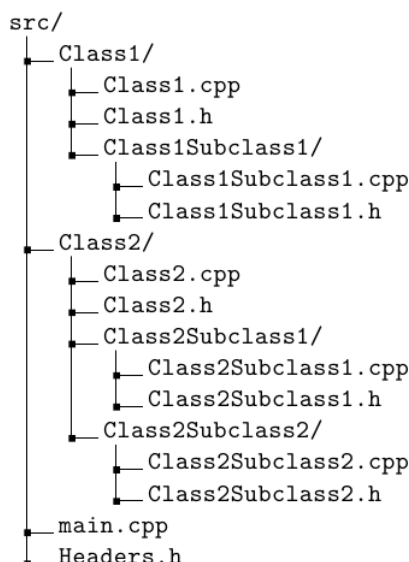 src/
Class1/
Class1.cpp
Class1.h
Class1Subclass1/
Class1Subclass1.cpp
Class1Subclass1.h
Class2/
Class2.cpp
Class2.h
Class2Subclass1/
Class2Subclass1.cpp
Class2Subclass1.h
Class2Subclass2/
Class2Subclass2.cpp
Class2Subclass2.h
main.cpp
Headers.h